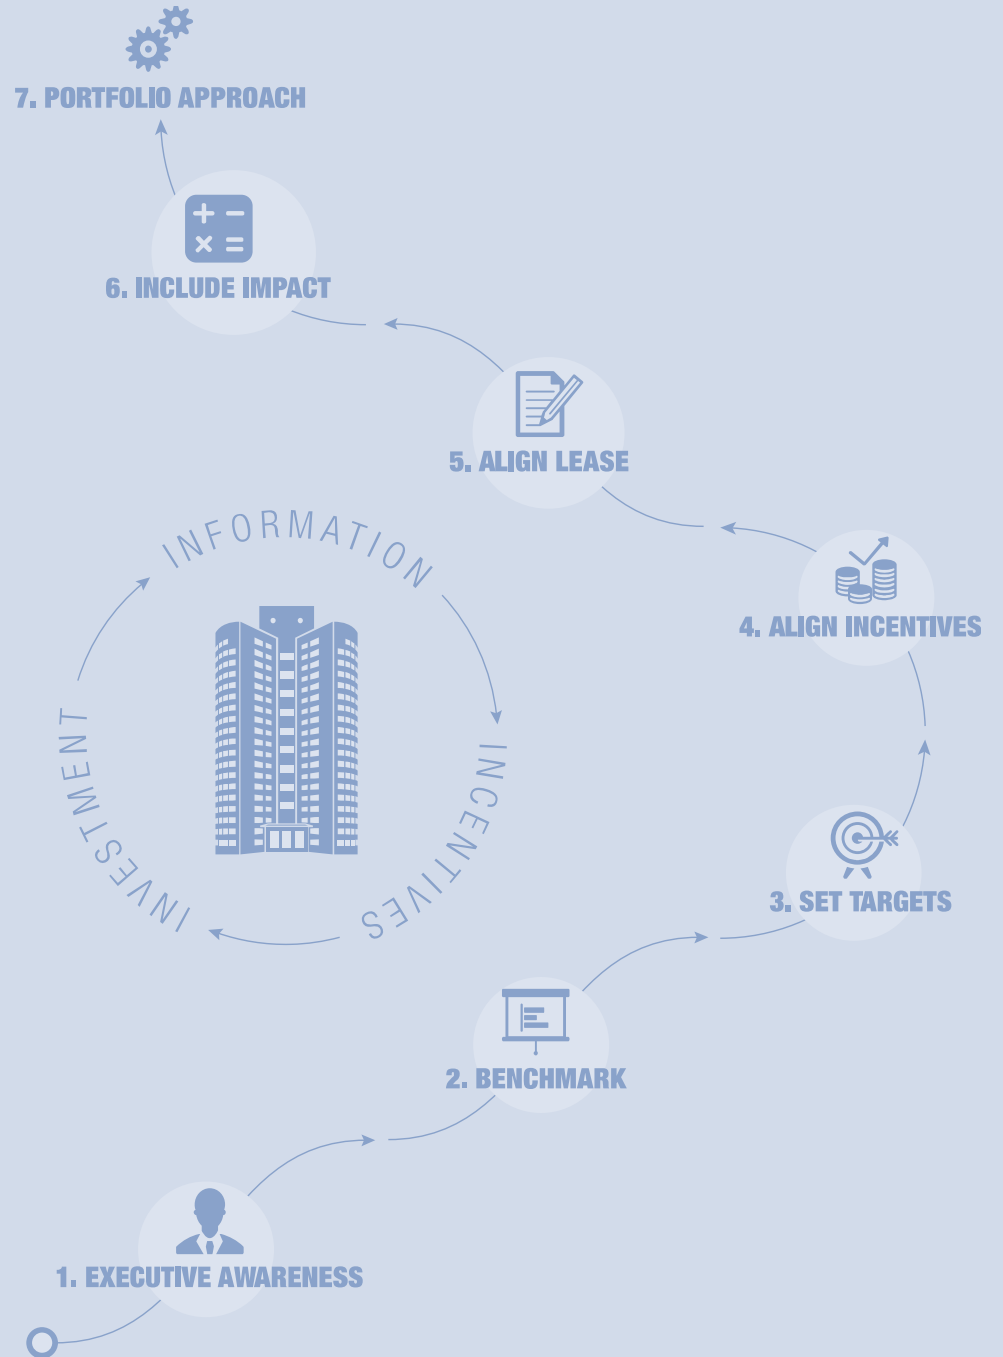 7. PORTFOLIO APPROACH
6. INCLUDE IMPACT
5. ALIGN LEASE
INFORMATION
4. ALIGN INCENTIVES
INVESTMENT
INCENTIVES
3. SET TARGETS
2. BENCHMARK
1. EXECUTIVE AWARENESS